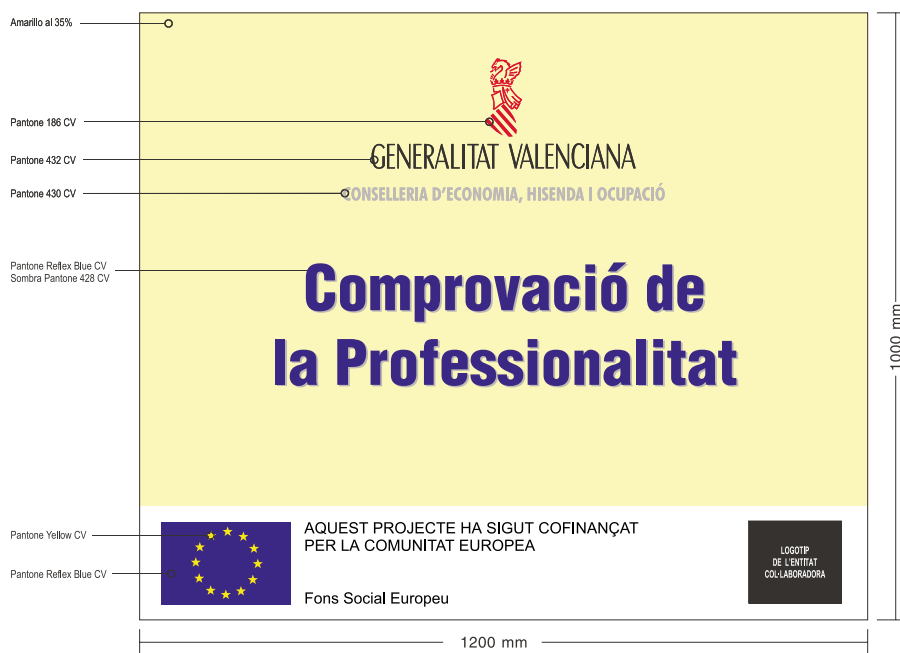 Amarillo al 35%
Pantone 186 CV
GENERALITAT VALENCIANA
Pantone 432 CV
CONSELLERIA D'ECONOMIA, HISENDA I OCUPACIÓ
Pantone 430 CV
Pantone Reflex Blue CV
Sombra Pantone 428 CV
Comprovació de
la Professionalitat
1000 mm
Pantone Yellow CV
Pantone Reflex Blue CV
AQUEST PROJECTE HA SIGUT COFINANÇAT
PER LA COMUNITAT EUROPEA
Fons Social Europeu
LOGOTIP
DE L'ENTITAT
COL·LABORADORA
1200 mm